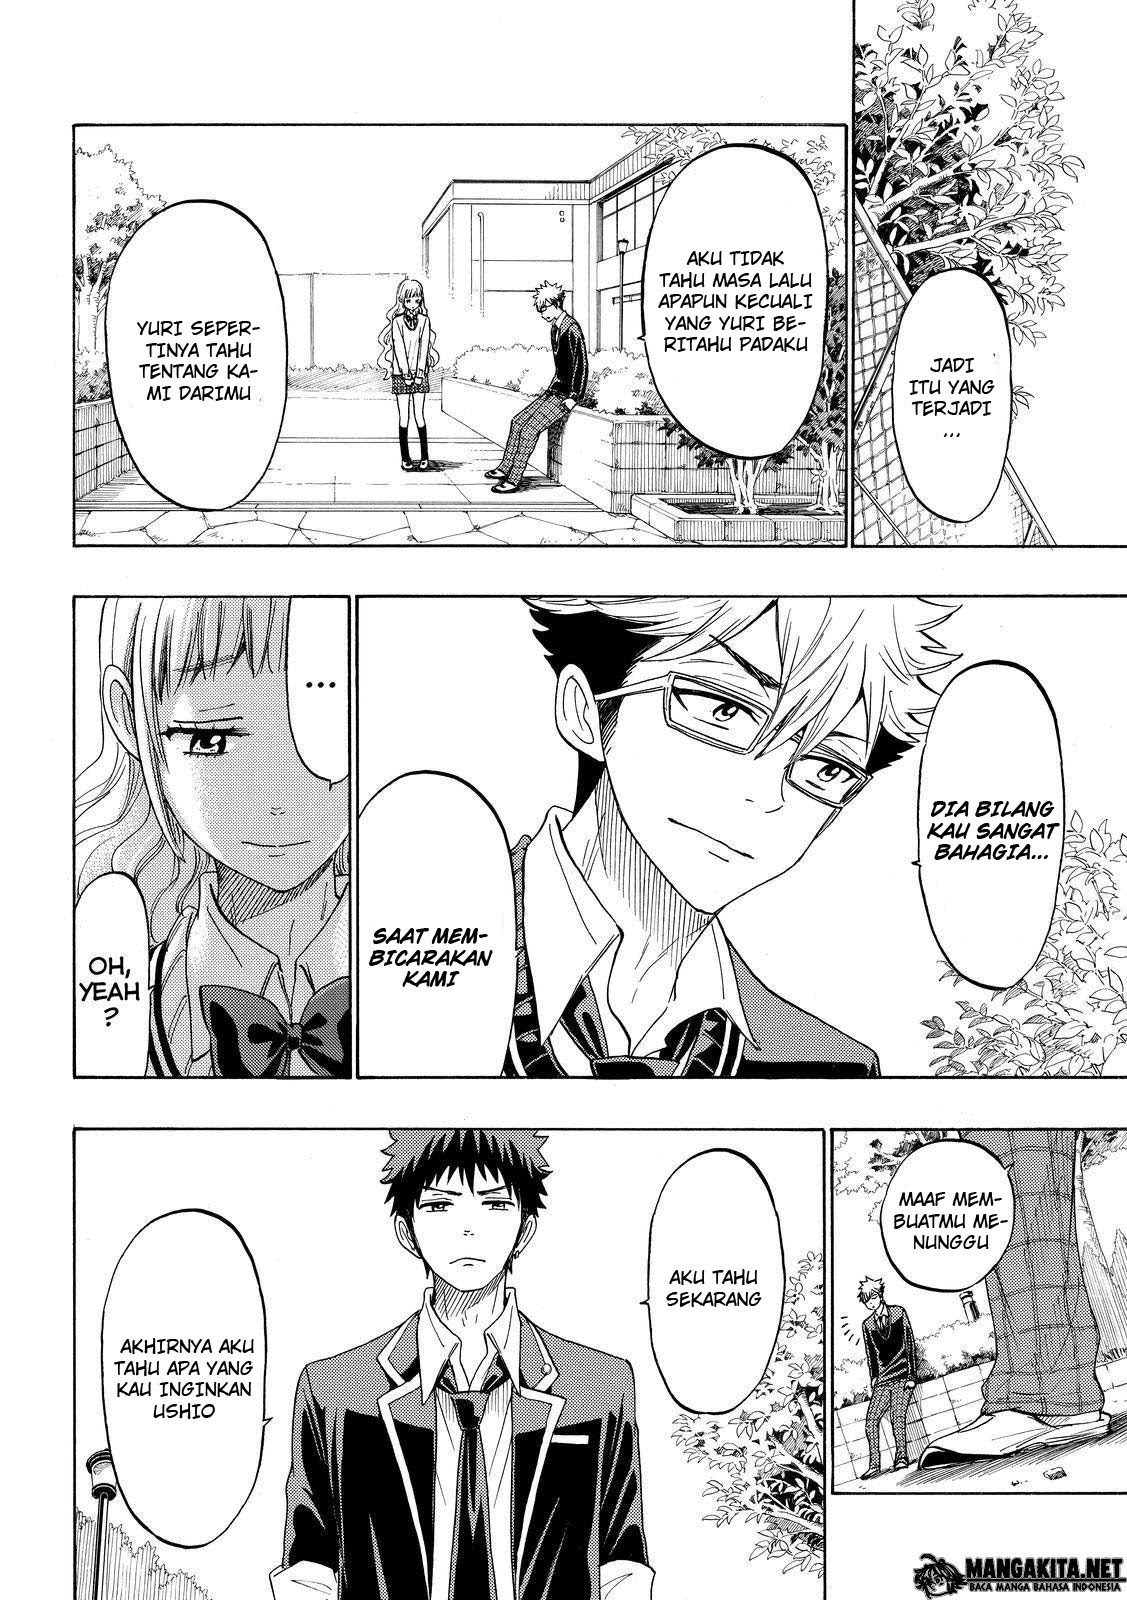 JADI
ITU YANG
TERJADI
...
AKU TIDAK
TAHU MASA LALU
APAPUN KECUALI
YANG YURI BE-
RITAHU PADAKU
YURI SEPER-
TINYA TAHU
TENTANG KA-
MI DARIMU
DIA BILANG
KAU SANGAT
BAHAGIA...
SAAT MEM-
BICARAKAN
KAMI
...
OH,
YEAH
?
MAAF MEM-
BUATMU ME-
NUNGGU
AKU TAHU
SEKARANG
AKHIRNYA AKU
TAHU APA YANG
KAU INGINKAN
USHIO
MANGAKITA.NET
BACA MANGA BAHASA INDONESIA